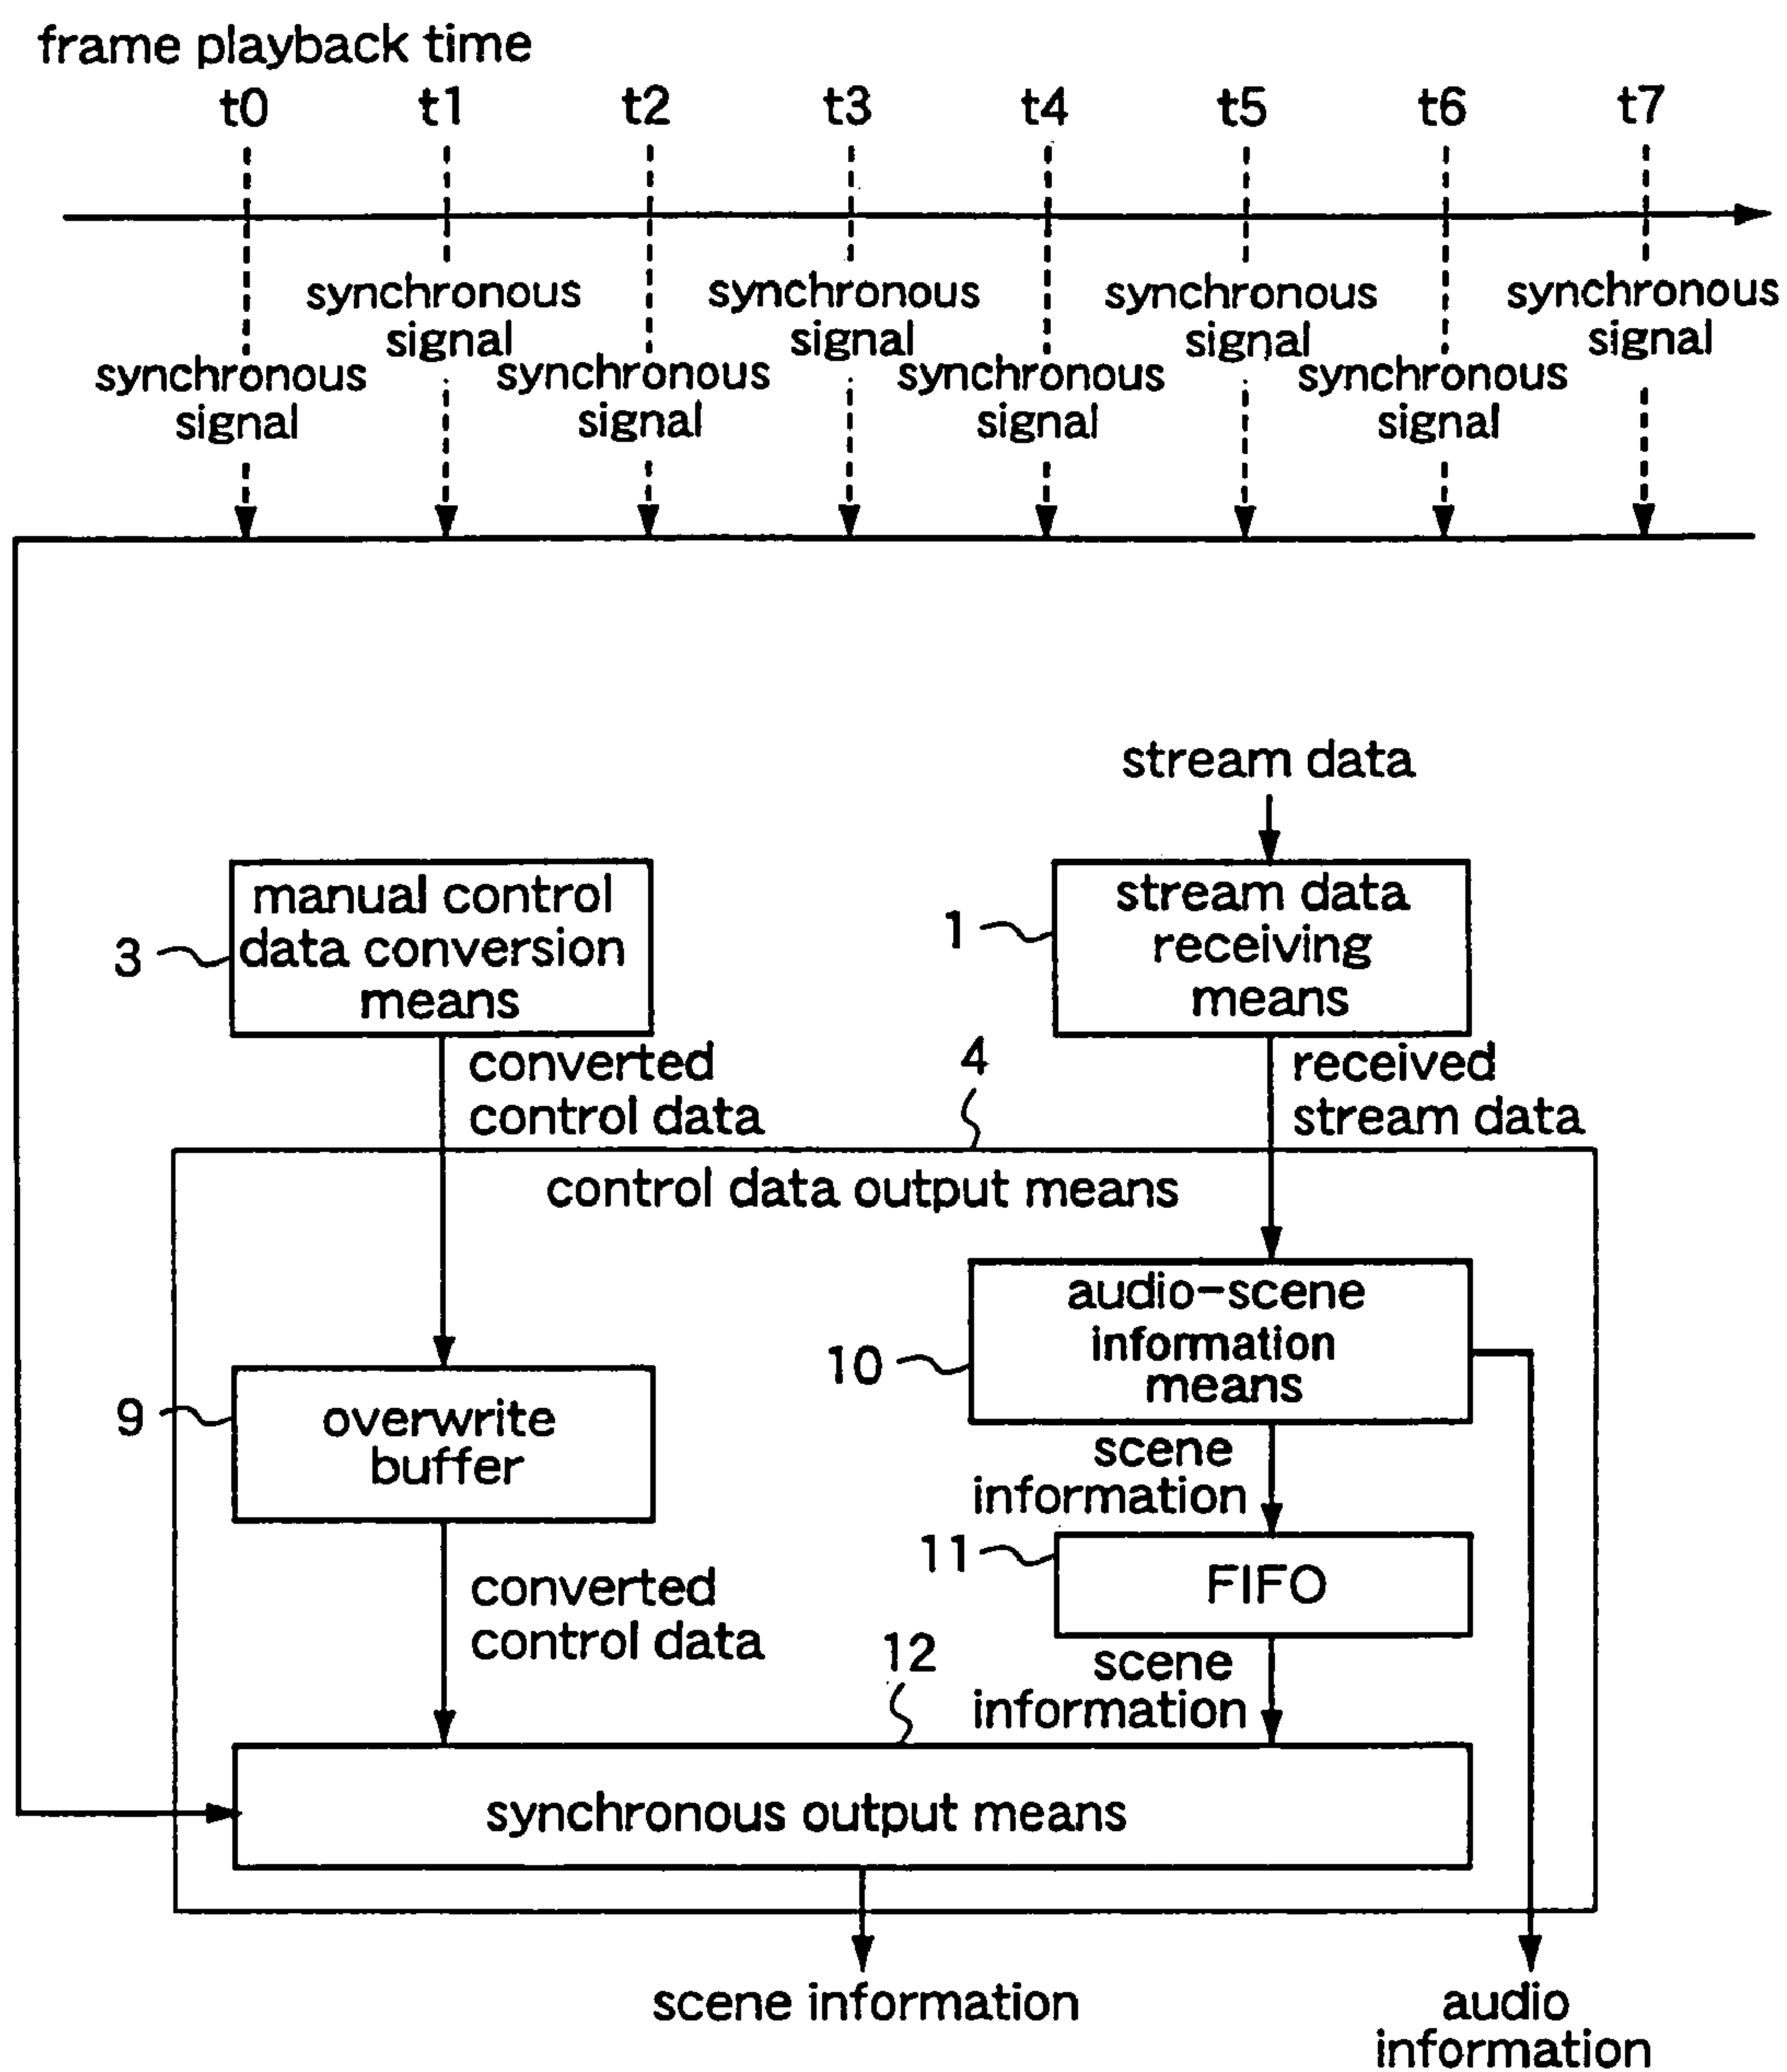 frame playback time
t0 t1 t2 t3 t4 t5 t6 t7
synchronous
signal
synchronous
signal
synchronous
signal
synchronous
signal
synchronous
signal
synchronous
signal
synchronous
signal
synchronous
signal
stream data
manual control
data conversion
means
3
stream data
receiving
means
1
converted
control data
4
received
stream data
control data output means
audio-scene
information
means
10
overwrite
buffer
9
scene
information
11
FIFO
converted
control data
12
scene
information
synchronous output means
scene information
audio
information